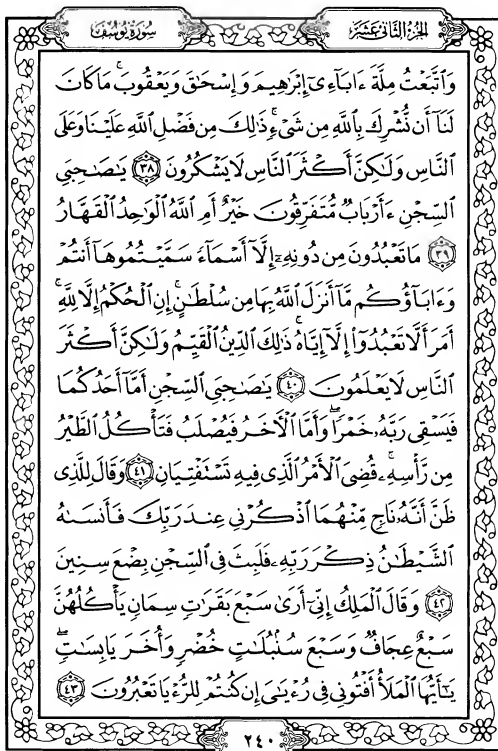 الجزء الثاني عشر
سورة يوسف
وَٱتَّبَعۡتُ مِلَّةَ ءَابَآءِيٓ إِبۡرَٰهِيمَ وَإِسۡحَٰقَ وَيَعۡقُوبَۚ مَا كَانَ
لَنَآ أَن نُّشۡرِكَ بِٱللَّهِ مِن شَيۡءٖۚ ذَٰلِكَ مِن فَضۡلِ ٱللَّهِ عَلَيۡنَا وَعَلَى
ٱلنَّاسِ وَلَٰكِنَّ أَكۡثَرَ ٱلنَّاسِ لَا يَشۡكُرُونَ ٣٨ يَٰصَٰحِبَيِ
ٱلسِّجۡنِ ءَأَرۡبَابٞ مُّتَفَرِّقُونَ خَيۡرٌ أَمِ ٱللَّهُ ٱلۡوَٰحِدُ ٱلۡقَهَّارُ
٣٩ مَا تَعۡبُدُونَ مِن دُونِهِۦٓ إِلَّآ أَسۡمَآءٗ سَمَّيۡتُمُوهَآ أَنتُمۡ
وَءَابَآؤُكُم مَّآ أَنزَلَ ٱللَّهُ بِهَا مِن سُلۡطَٰنٍۚ إِنِ ٱلۡحُكۡمُ إِلَّا لِلَّهِۚ
أَمَرَ أَلَّا تَعۡبُدُوٓاْ إِلَّآ إِيَّاهُۚ ذَٰلِكَ ٱلدِّينُ ٱلۡقَيِّمُ وَلَٰكِنَّ أَكۡثَرَ
ٱلنَّاسِ لَا يَعۡلَمُونَ ٤٠ يَٰصَٰحِبَيِ ٱلسِّجۡنِ أَمَّآ أَحَدُكُمَا
فَيَسۡقِي رَبَّهُۥ خَمۡرٗاۖ وَأَمَّا ٱلۡأٓخَرُ فَيُصۡلَبُ فَتَأۡكُلُ ٱلطَّيۡرُ
مِن رَّأۡسِهِۦۚ قُضِيَ ٱلۡأَمۡرُ ٱلَّذِي فِيهِ تَسۡتَفۡتِيَانِ ٤١ وَقَالَ لِلَّذِي
ظَنَّ أَنَّهُۥ نَاجٖ مِّنۡهُمَا ٱذۡكُرۡنِي عِندَ رَبِّكَ فَأَنسَىٰهُ
ٱلشَّيۡطَٰنُ ذِكۡرَ رَبِّهِۦ فَلَبِثَ فِي ٱلسِّجۡنِ بِضۡعَ سِنِينَ
٤٢ وَقَالَ ٱلۡمَلِكُ إِنِّيٓ أَرَىٰ سَبۡعَ بَقَرَٰتٖ سِمَانٖ يَأۡكُلُهُنَّ
سَبۡعٌ عِجَافٞ وَسَبۡعَ سُنۢبُلَٰتٍ خُضۡرٖ وَأُخَرَ يَابِسَٰتٖۖ
يَٰٓأَيُّهَا ٱلۡمَلَأُ أَفۡتُونِي فِي رُءۡيَٰيَ إِن كُنتُمۡ لِلرُّءۡيَا تَعۡبُرُونَ ٤٣
٢٤٠